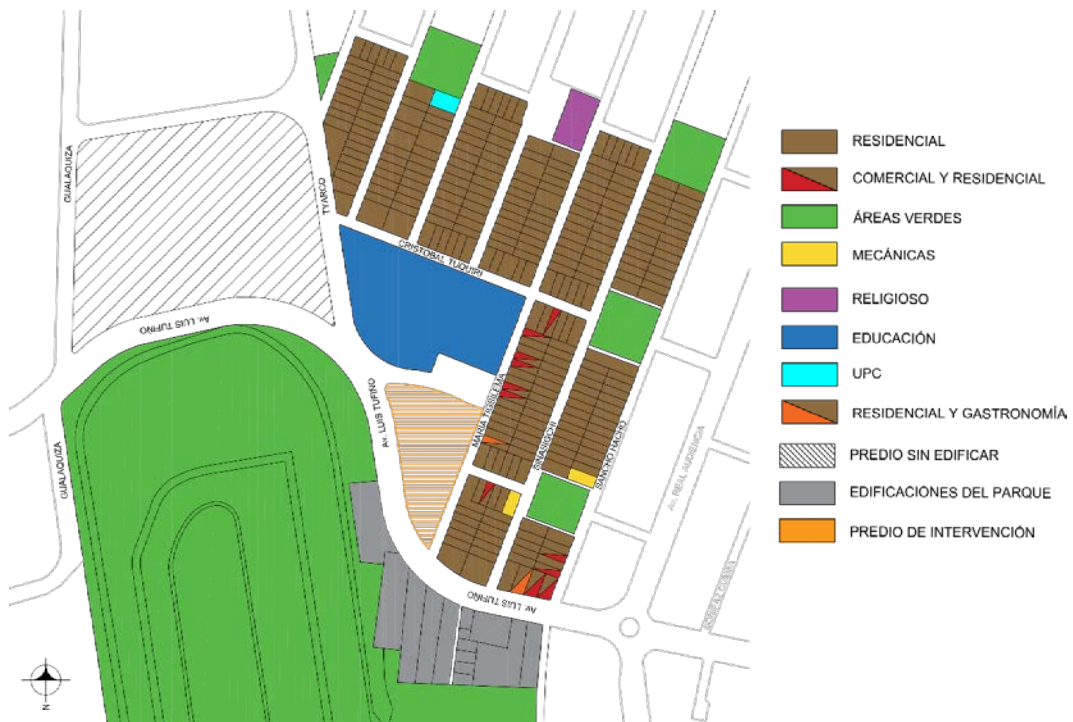 GUALAQUIZA
TYARCO
CRISTOBAL TUQUIRI
Av. LUIS TUFIÑO
Av. LUIS TUFIÑO
MARÍA TIGSILEMA
SINASIGCHI
SANCHO HACHO
Av. REAL AUDIENCIA
GUALAQUIZA
Av. LUIS TUFIÑO
N
RESIDENCIAL
COMERCIAL Y RESIDENCIAL
ÁREAS VERDES
MECÁNICAS
RELIGIOSO
EDUCACIÓN
UPC
RESIDENCIAL Y GASTRONOMÍA
PREDIO SIN EDIFICAR
EDIFICACIONES DEL PARQUE
PREDIO DE INTERVENCIÓN